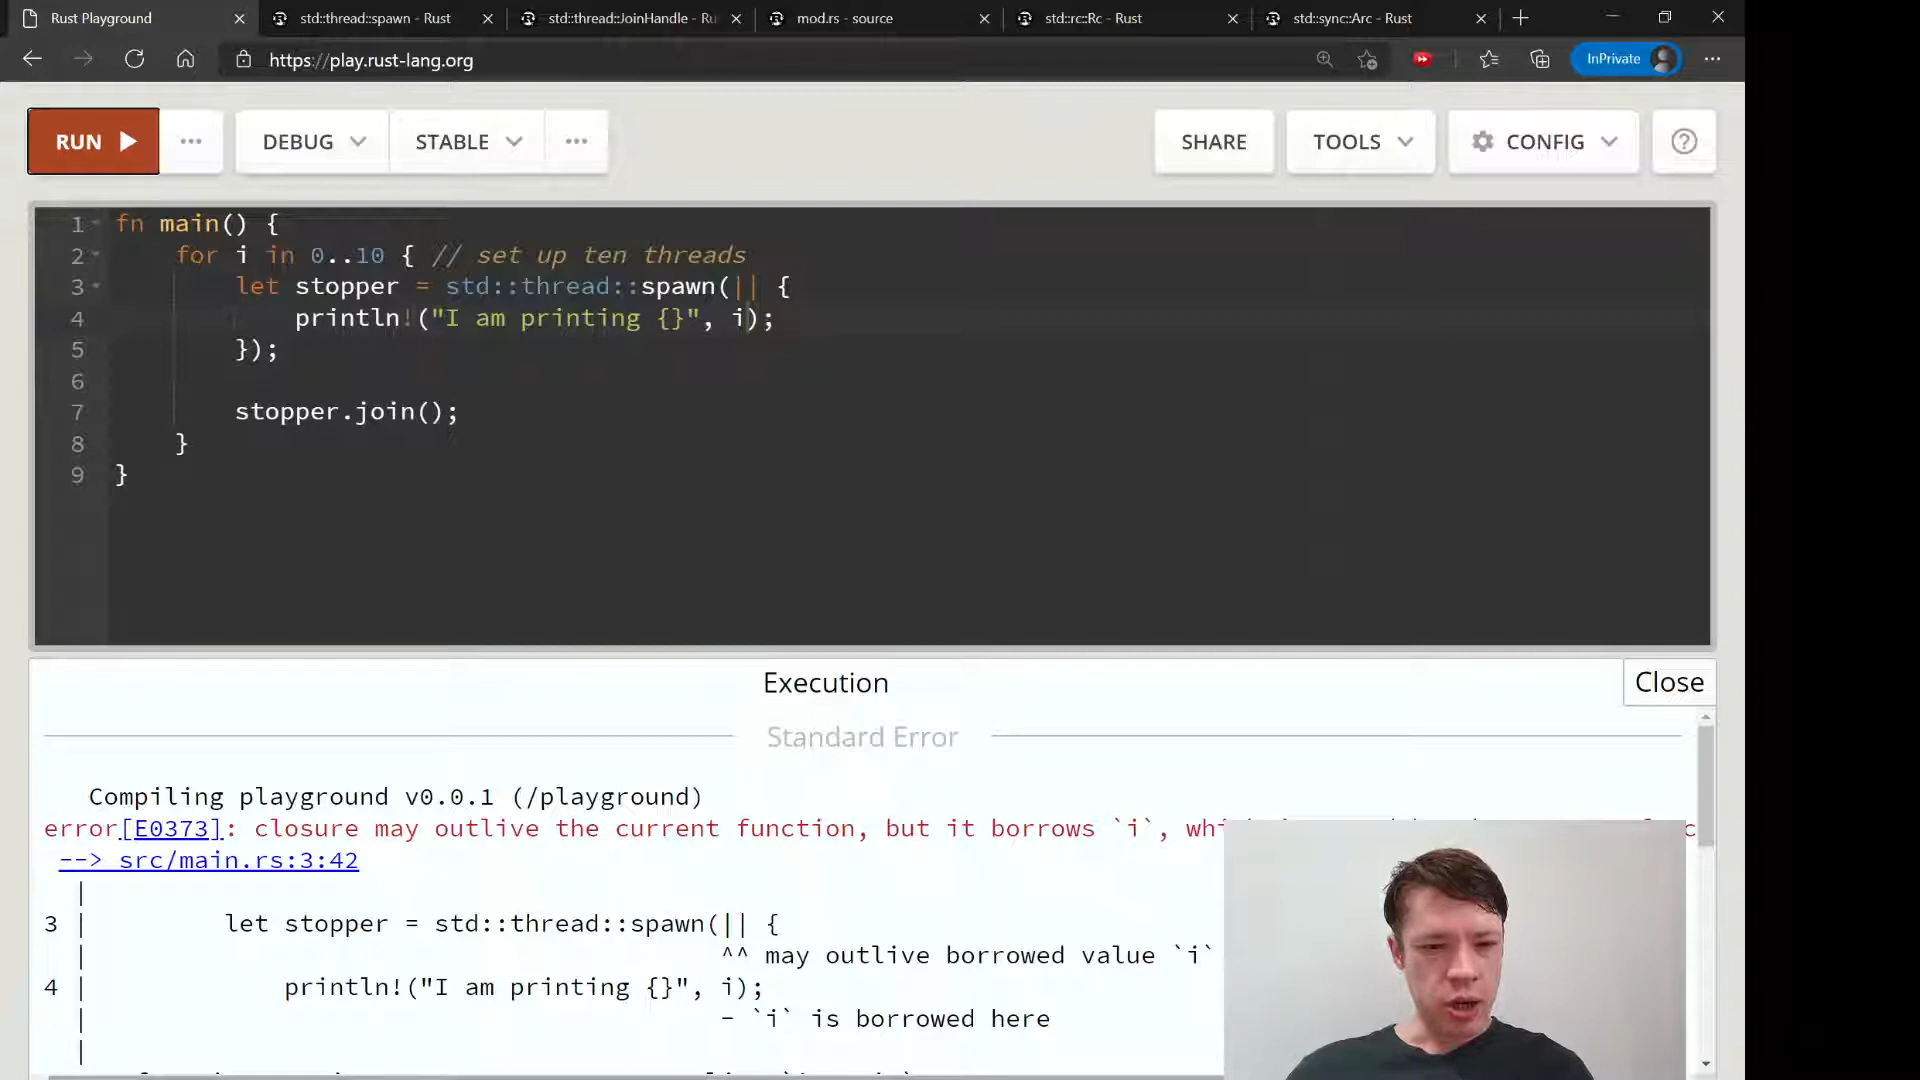 Rust Playground
std::thread::spawn - Rust
std::thread::JoinHandle - Ru
mod.rs - source
std::rc::Rc - Rust
std::sync::Arc - Rust
https://play.rust-lang.org
InPrivate
RUN
DEBUG
STABLE
SHARE
TOOLS
CONFIG
1 fn main() {
2 for i in 0..10 { // set up ten threads
3 let stopper = std::thread::spawn(|| {
4 println!("I am printing {}", i);
5 });
6
7 stopper.join();
8 }
9 }
Execution
Close
Standard Error
Compiling playground v0.0.1 (/playground)
error[E0373]: closure may outlive the current function, but it borrows `i`,
--> src/main.rs:3:42
|
3 | let stopper = std::thread::spawn(|| {
| ^^ may outlive borrowed value `i`
4 | println!("I am printing {}", i);
| - `i` is borrowed here
|